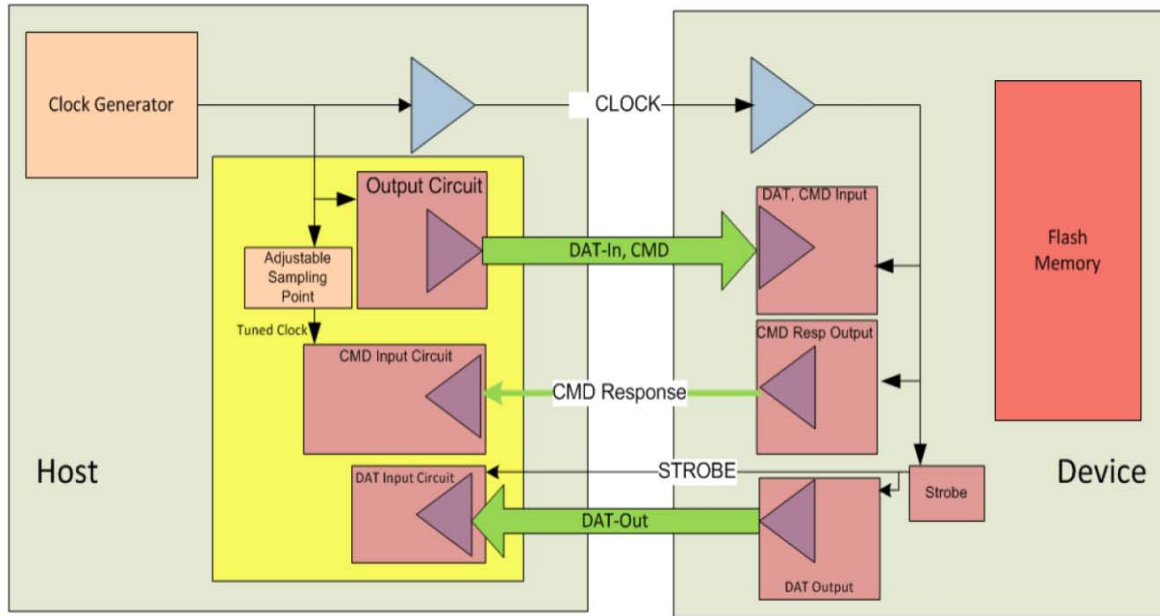 Clock Generator
CLOCK
Output Circuit
DAT, CMD Input
DAT-In, CMD
Flash
Memory
Adjustable
Sampling
Point
Tuned Clock
CMD Input Circuit
CMD Resp Output
CMD Response
Host
Device
STROBE
DAT Input Circuit
Strobe
DAT-Out
DAT Output